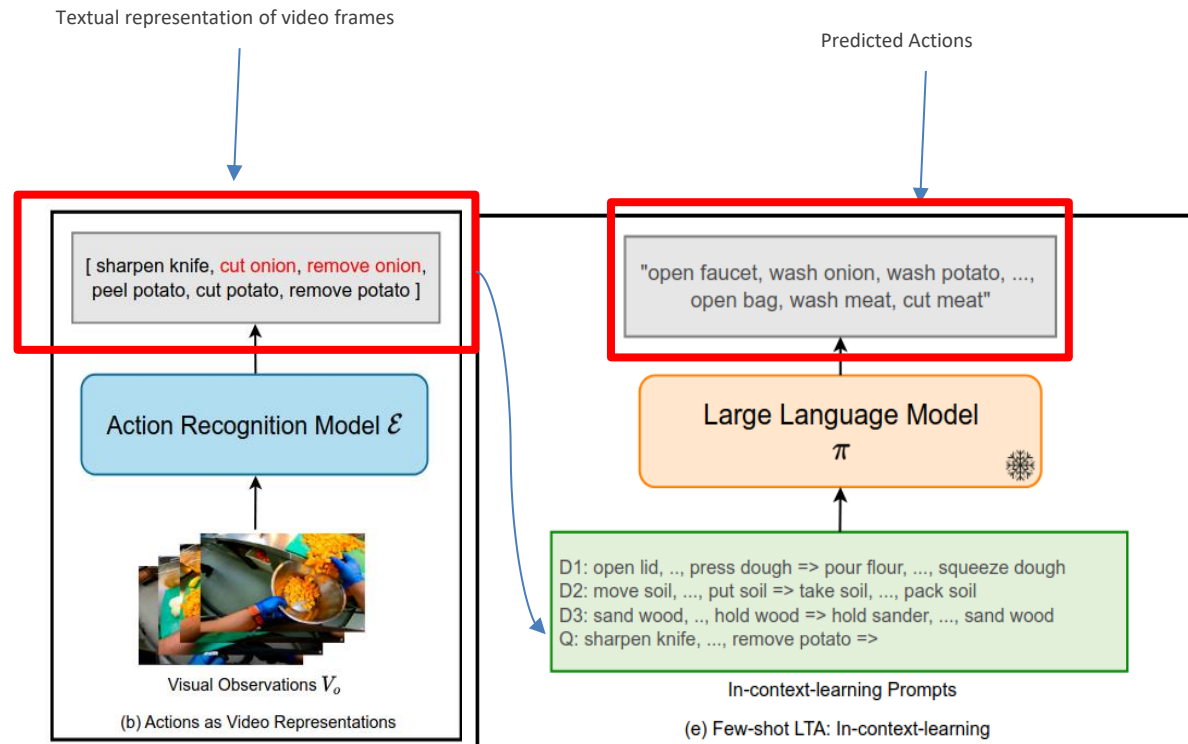 Textual representation of video frames
Predicted Actions
[ sharpen knife, cut onion, remove onion,
peel potato, cut potato, remove potato ]
Action Recognition Model ℰ
Visual Observations V_o
(b) Actions as Video Representations
"open faucet, wash onion, wash potato, ...,
open bag, wash meat, cut meat"
Large Language Model
π
D1: open lid, .., press dough => pour flour, ..., squeeze dough
D2: move soil, ..., put soil => take soil, ..., pack soil
D3: sand wood, .., hold wood => hold sander, ..., sand wood
Q: sharpen knife, ..., remove potato =>
In-context-learning Prompts
(e) Few-shot LTA: In-context-learning